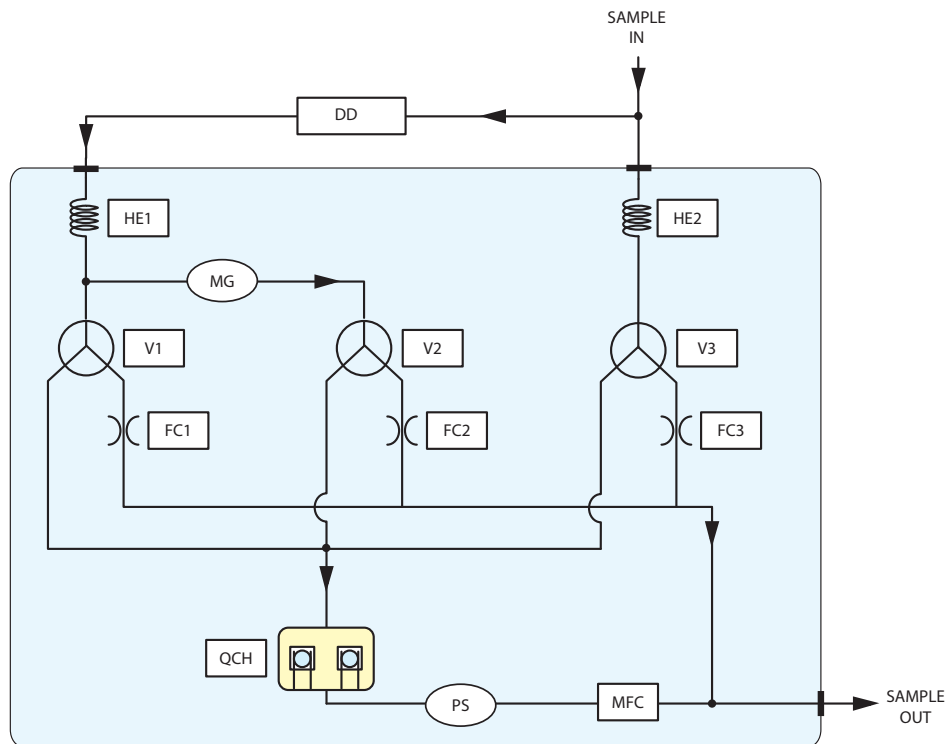 SAMPLE
IN
DD
HE1
HE2
MG
V1
V2
V3
FC1
FC2
FC3
QCH
PS
MFC
SAMPLE
OUT